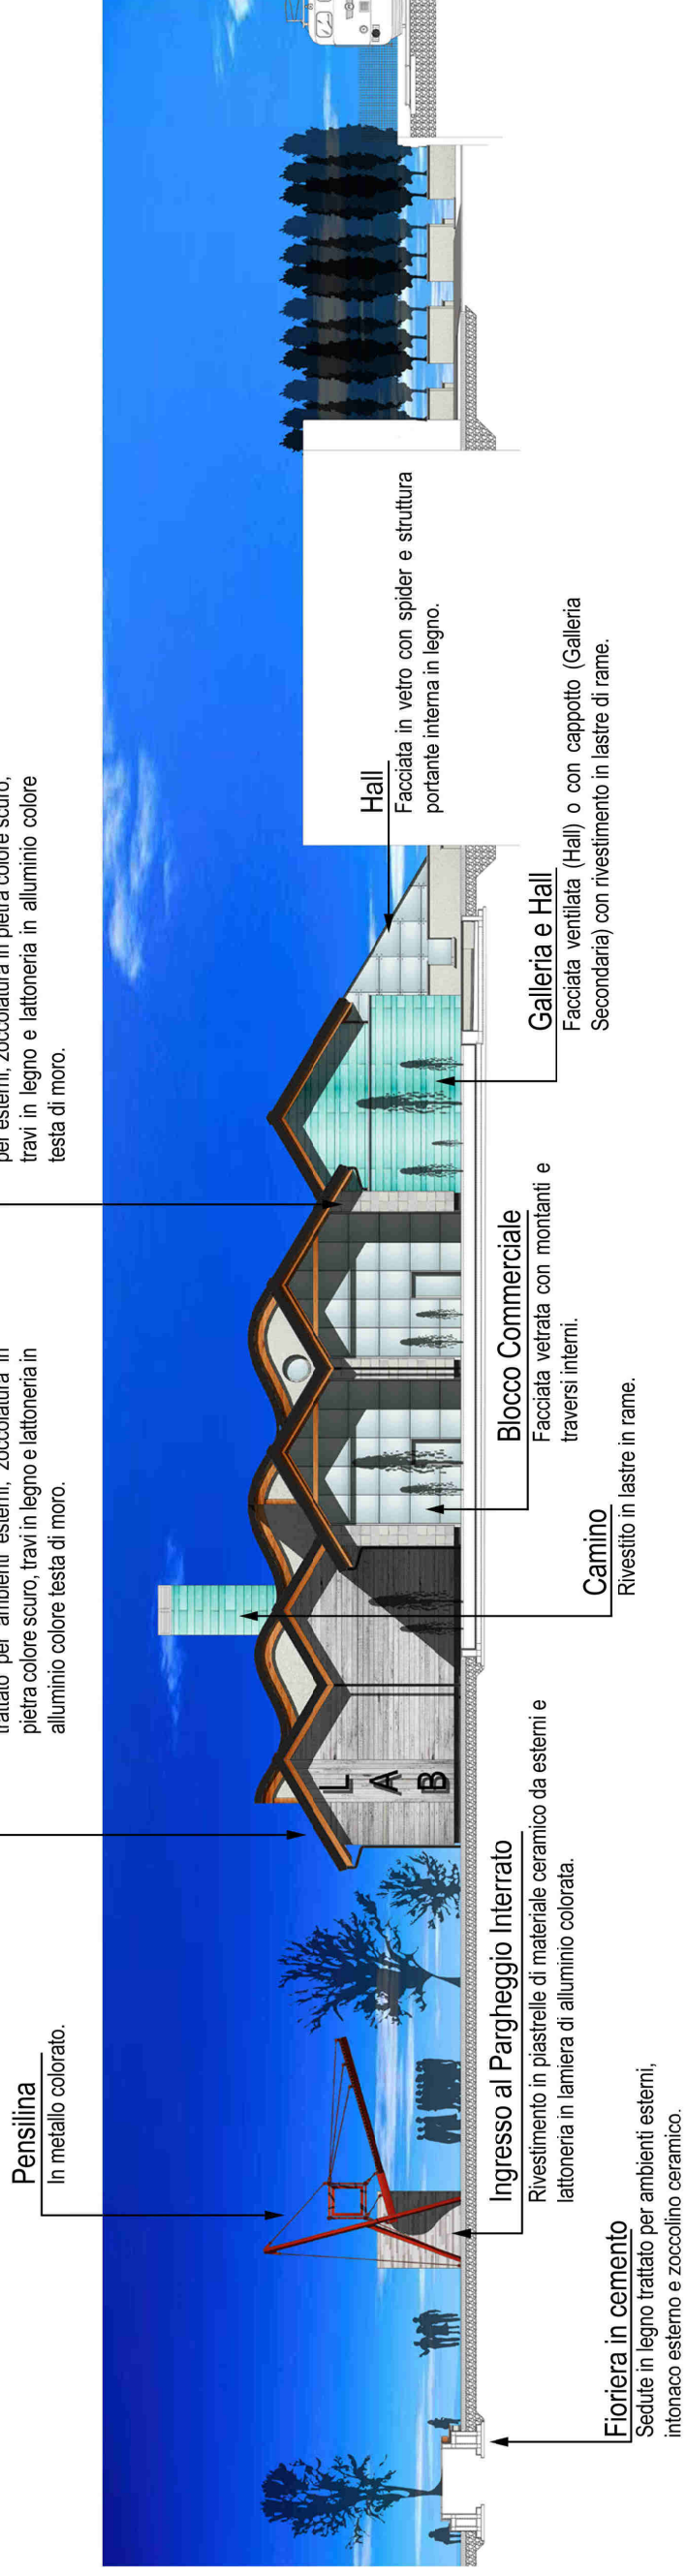 Pensilina
In metallo colorato.
trattato per ambienti esterni, zoccolatura in
pietra colore scuro, travi in legno e lattoneria in
alluminio colore testa di moro.
per esterni, zoccolatura in pietra colore scuro,
travi in legno e lattoneria in alluminio colore
testa di moro.
L
A
B
Fioriera in cemento
Sedute in legno trattato per ambienti esterni,
intonaco esterno e zoccolino ceramico.
Ingresso al Pargheggio Interrato
Rivestimento in piastrelle di materiale ceramico da esterni e
lattoneria in lamiera di alluminio colorata.
Camino
Rivestito in lastre in rame.
Blocco Commerciale
Facciata vetrata con montanti e
traversi interni.
Galleria e Hall
Facciata ventilata (Hall) o con cappotto (Galleria
Secondaria) con rivestimento in lastre di rame.
Hall
Facciata in vetro con spider e struttura
portante interna in legno.